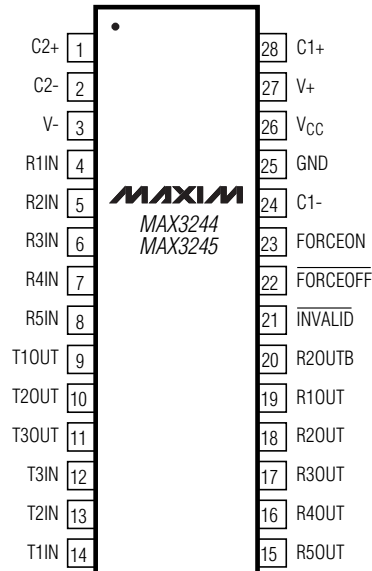 C2+ 1 28 C1+
C2- 2 27 V+
V- 3 26 VCC
R1IN 4 25 GND
R2IN 5 MAXIM 24 C1-
R3IN 6 MAX3244 23 FORCEON
MAX3245
R4IN 7 22 FORCEOFF
R5IN 8 21 INVALID
T1OUT 9 20 R2OUTB
T2OUT 10 19 R1OUT
T3OUT 11 18 R2OUT
T3IN 12 17 R3OUT
T2IN 13 16 R4OUT
T1IN 14 15 R5OUT